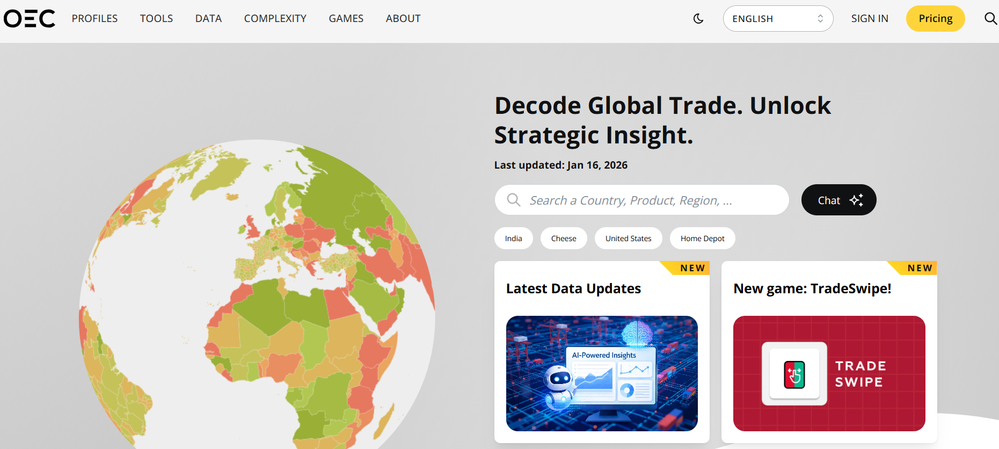 OEC PROFILES TOOLS DATA COMPLEXITY GAMES ABOUT ENGLISH SIGN IN Pricing
Decode Global Trade. Unlock
Strategic Insight.
Last updated: Jan 16, 2026
Search a Country, Product, Region, ...
Chat
India Cheese United States Home Depot
NEW
Latest Data Updates
AI-Powered Insights
NEW
New game: TradeSwipe!
TRADE
SWIPE